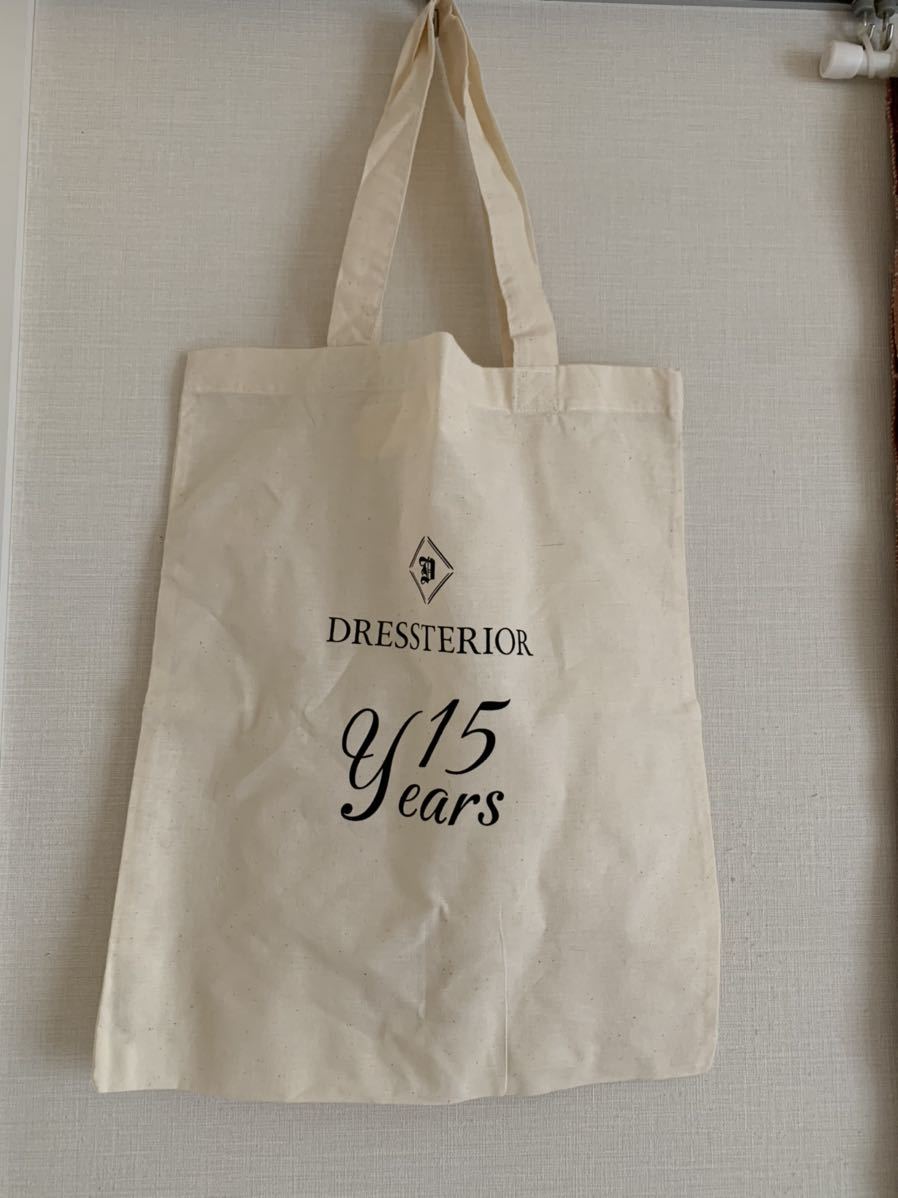 D
DRESSTERIOR
15
Years